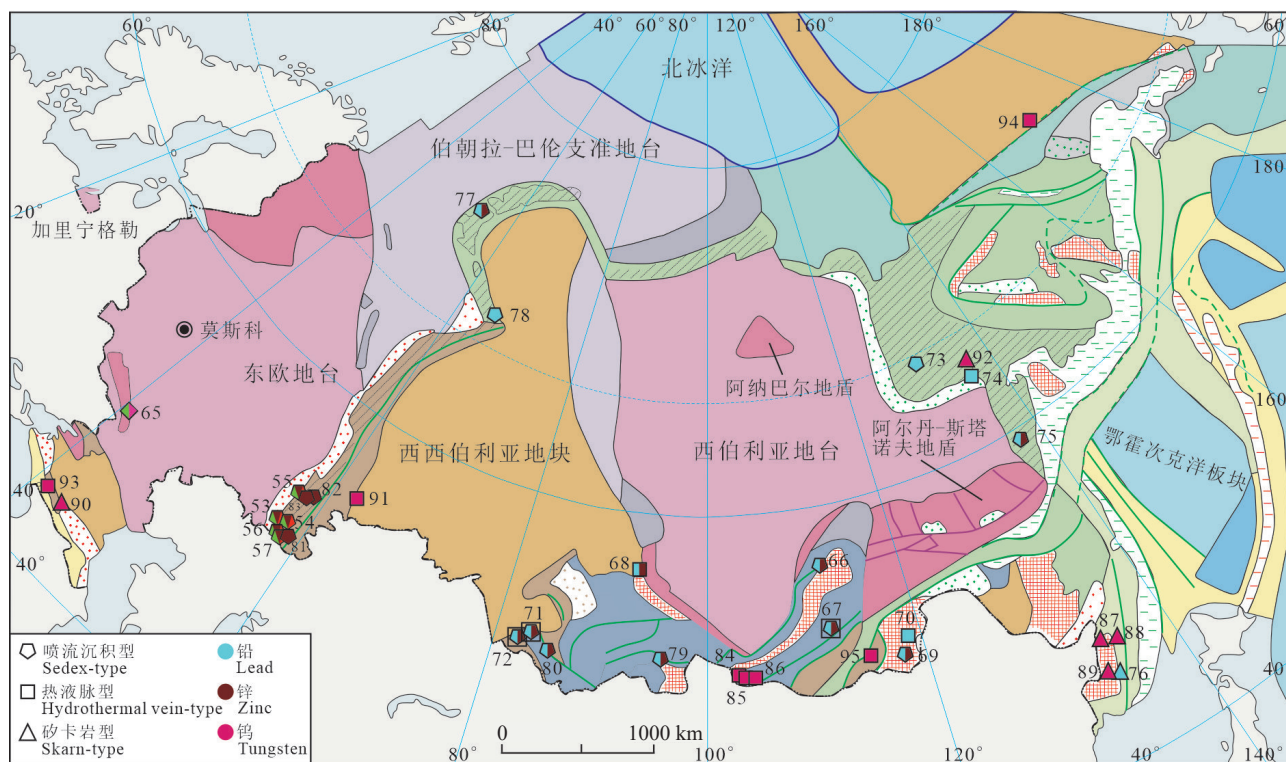 60°
80°
40°
60°
80°
120°
160°
180°
60°
北冰洋
94
伯朝拉-巴伦支准地台
180°
20°
77
加里宁格勒
78
莫斯科
东欧地台
73
92
74
阿纳巴尔地盾
160°
65
阿尔丹-斯塔
诺夫地盾
75
西西伯利亚地块
西伯利亚地台
鄂霍次克洋板块
93
40°
90
55
82
91
53
83
54
56
57
81
40°
68
66
71
67
87
88
72
80
79
84
86
85
95
70
69
89
76
喷流沉积型
Sedex-type
热液脉型
Hydrothermal vein-type
矽卡岩型
Skarn-type
铅
Lead
锌
Zinc
钨
Tungsten
80°
0
1000 km
100°
120°
40°
140°